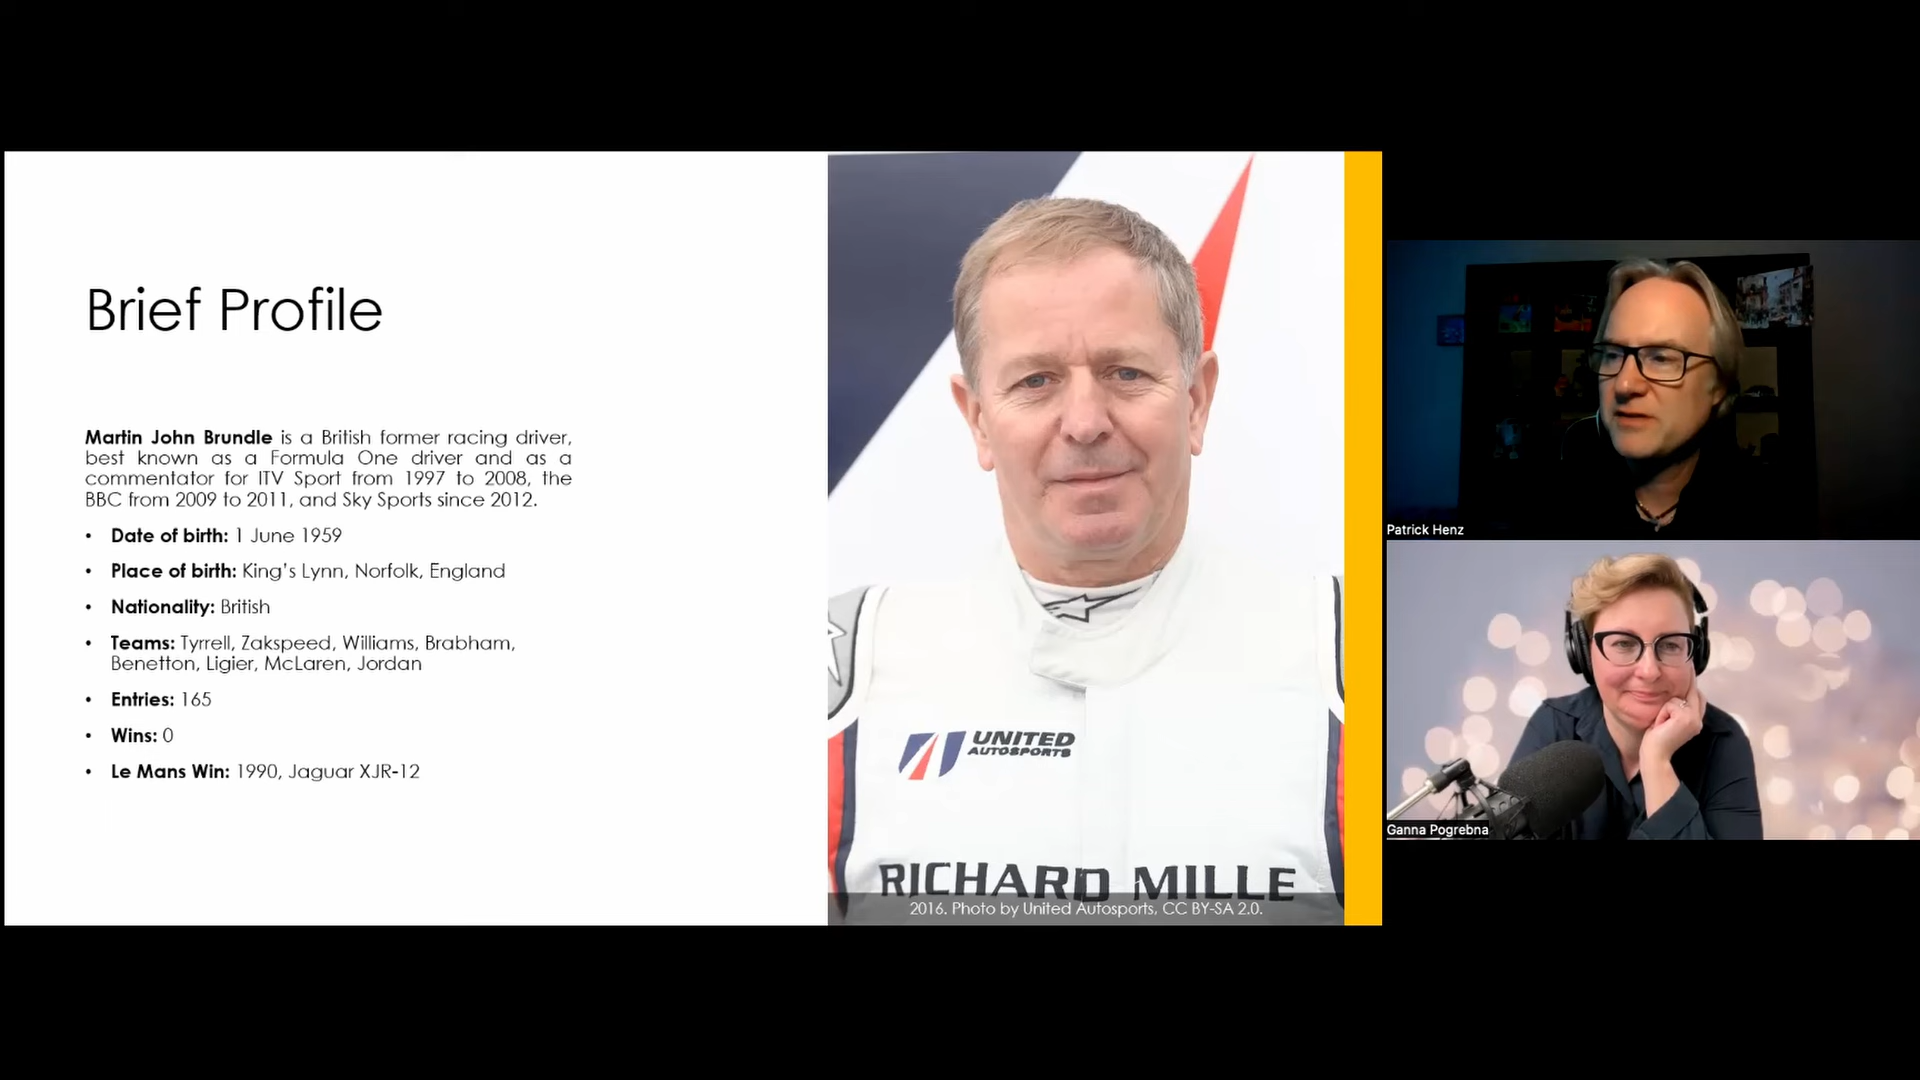 Brief Profile
Martin John Brundle is a British former racing driver,
best known as a Formula One driver and as a
commentator for ITV Sport from 1997 to 2008, the
BBC from 2009 to 2011, and Sky Sports since 2012.
• Date of birth: 1 June 1959
• Place of birth: King's Lynn, Norfolk, England
• Nationality: British
• Teams: Tyrrell, Zakspeed, Williams, Brabham,
Benetton, Ligier, McLaren, Jordan
• Entries: 165
• Wins: 0
• Le Mans Win: 1990, Jaguar XJR-12
UNITED
AUTOSPORTS
RICHARD MILLE
2016. Photo by United Autosports, CC BY-SA 2.0.
Patrick Henz
Ganna Pogrebna